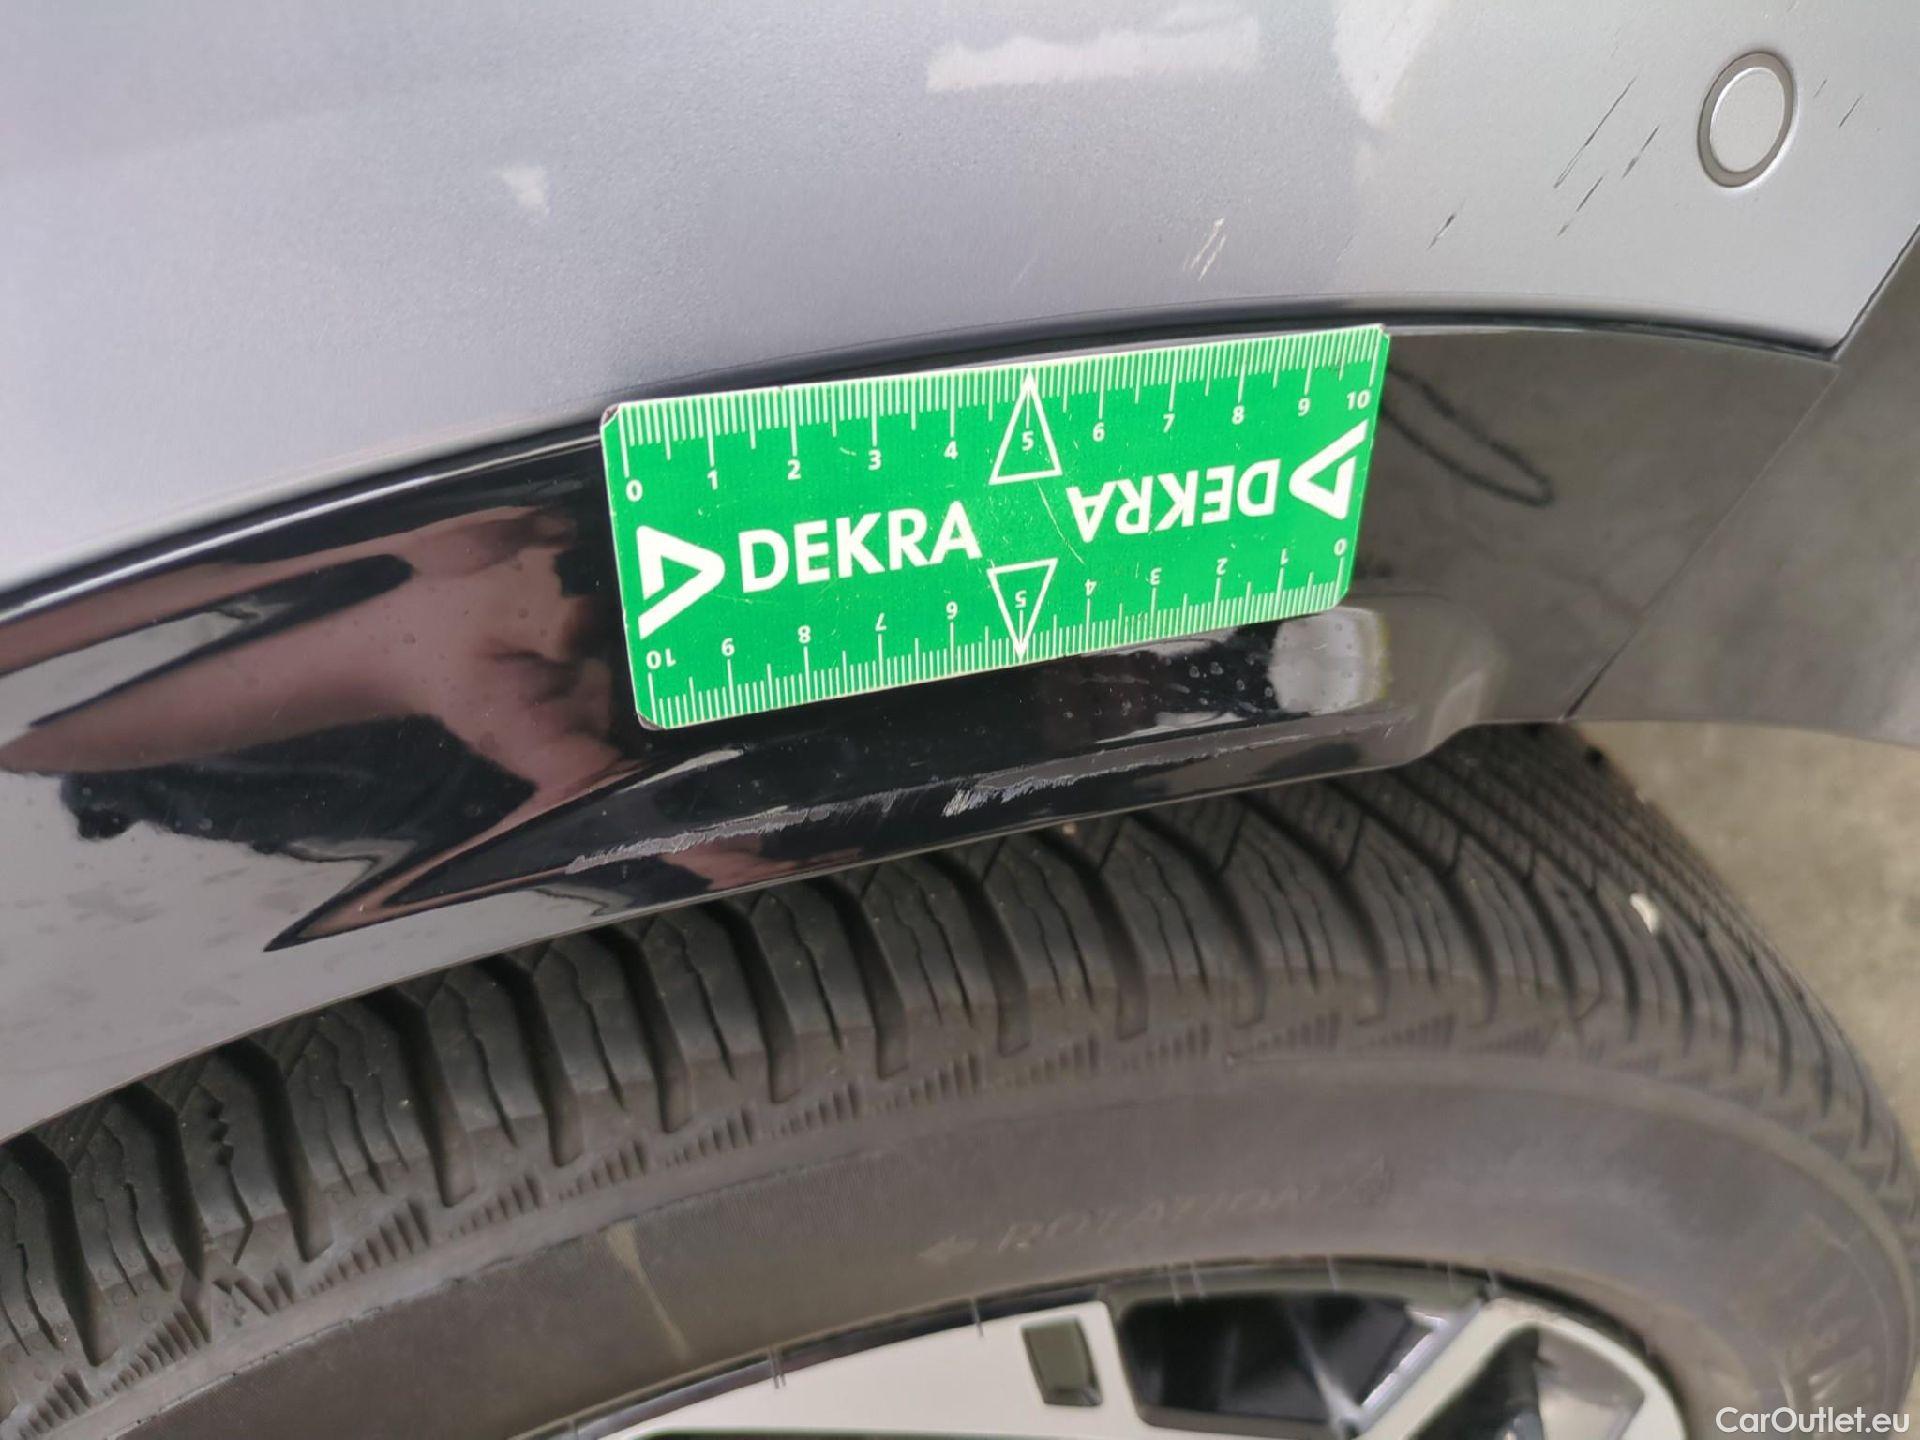 0 1 2 3 4 5 6 7 8 9 10
DEKRA
DEKRA
10 9 8 7 6 5 4 3 2 1 0
ROTATION
CarOutlet.eu